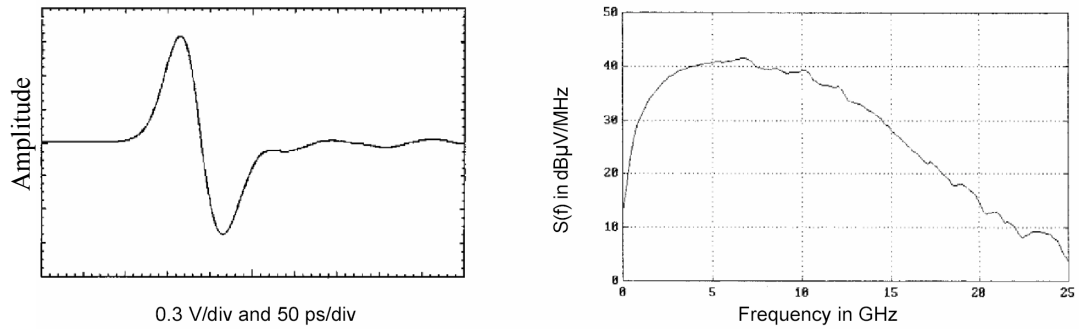 Amplitude
0.3 V/div and 50 ps/div
S(f) in dBµV/MHz
50
40
30
20
10
0
0 5 10 15 20 25
Frequency in GHz